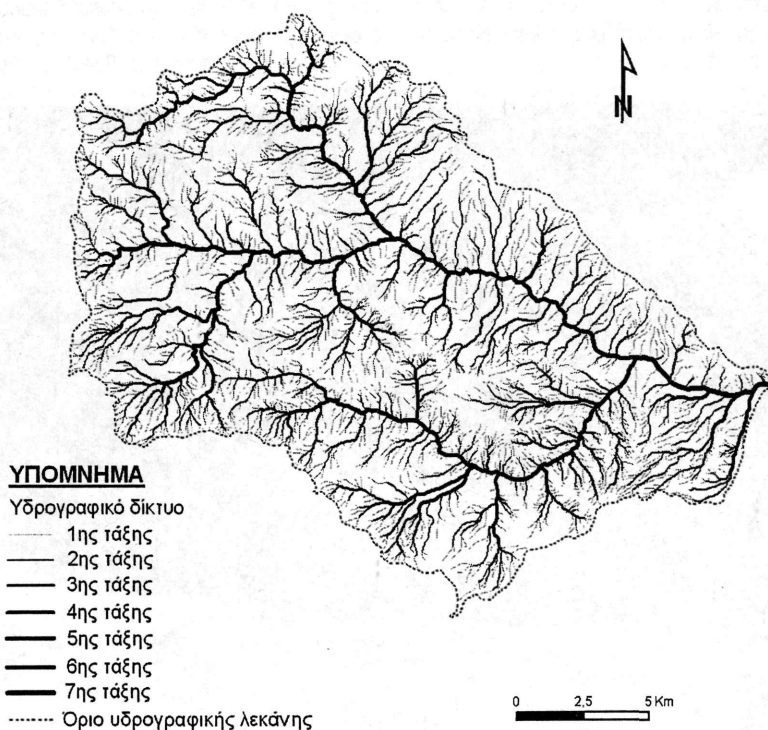 N
ΥΠΟΜΝΗΜΑ
Υδρογραφικό δίκτυο
1ης τάξης
2ης τάξης
3ης τάξης
4ης τάξης
5ης τάξης
6ης τάξης
7ης τάξης
Όριο υδρογραφικής λεκάνης
0 2,5 5 Km